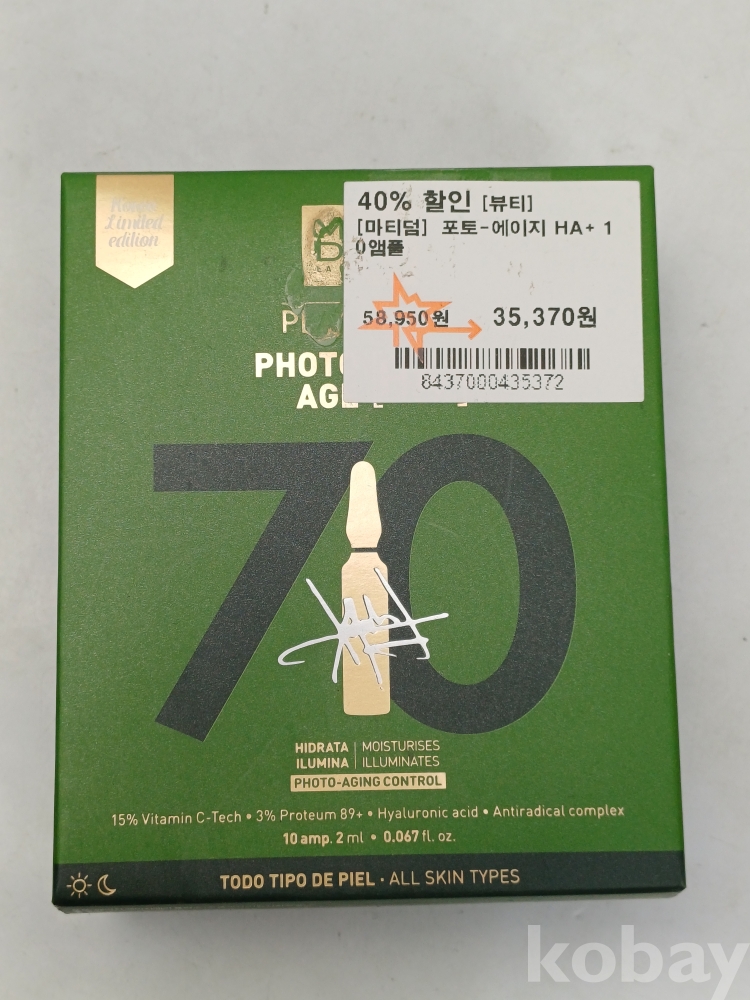 Korea
Limited
edition
40% 할인 [뷰티]
[마티덤] 포토-에이지 HA+ 1
0앰플
58,950원 35,370원
8437000435372
PHOTO
AGE
70
HIDRATA | MOISTURISES
ILUMINA | ILLUMINATES
PHOTO-AGING CONTROL
15% Vitamin C-Tech • 3% Proteum 89+ • Hyaluronic acid • Antiradical complex
10 amp. 2 ml • 0.067 fl. oz.
TODO TIPO DE PIEL · ALL SKIN TYPES
kobay